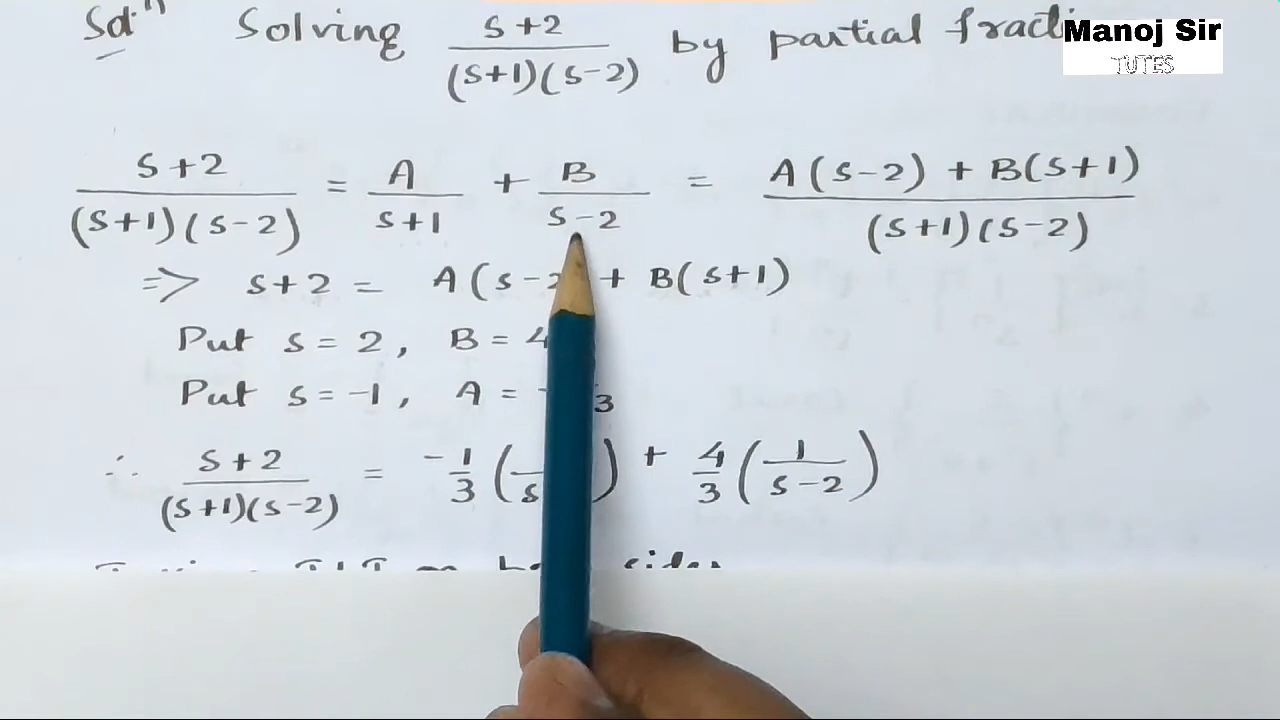 Solⁿ Solving s+2/(s+1)(s-2) by partial
Manoj Sir
TUTES
s+2/(s+1)(s-2) = A/s+1 + B/s-2 = A(s-2) + B(s+1)/(s+1)(s-2)
=> s+2 = A(s-2 + B(s+1)
Put s = 2, B = 4
Put s = -1, A = - 3
∴ s+2/(s+1)(s-2) = -1/3 ( /s ) + 4/3 (1/s-2)